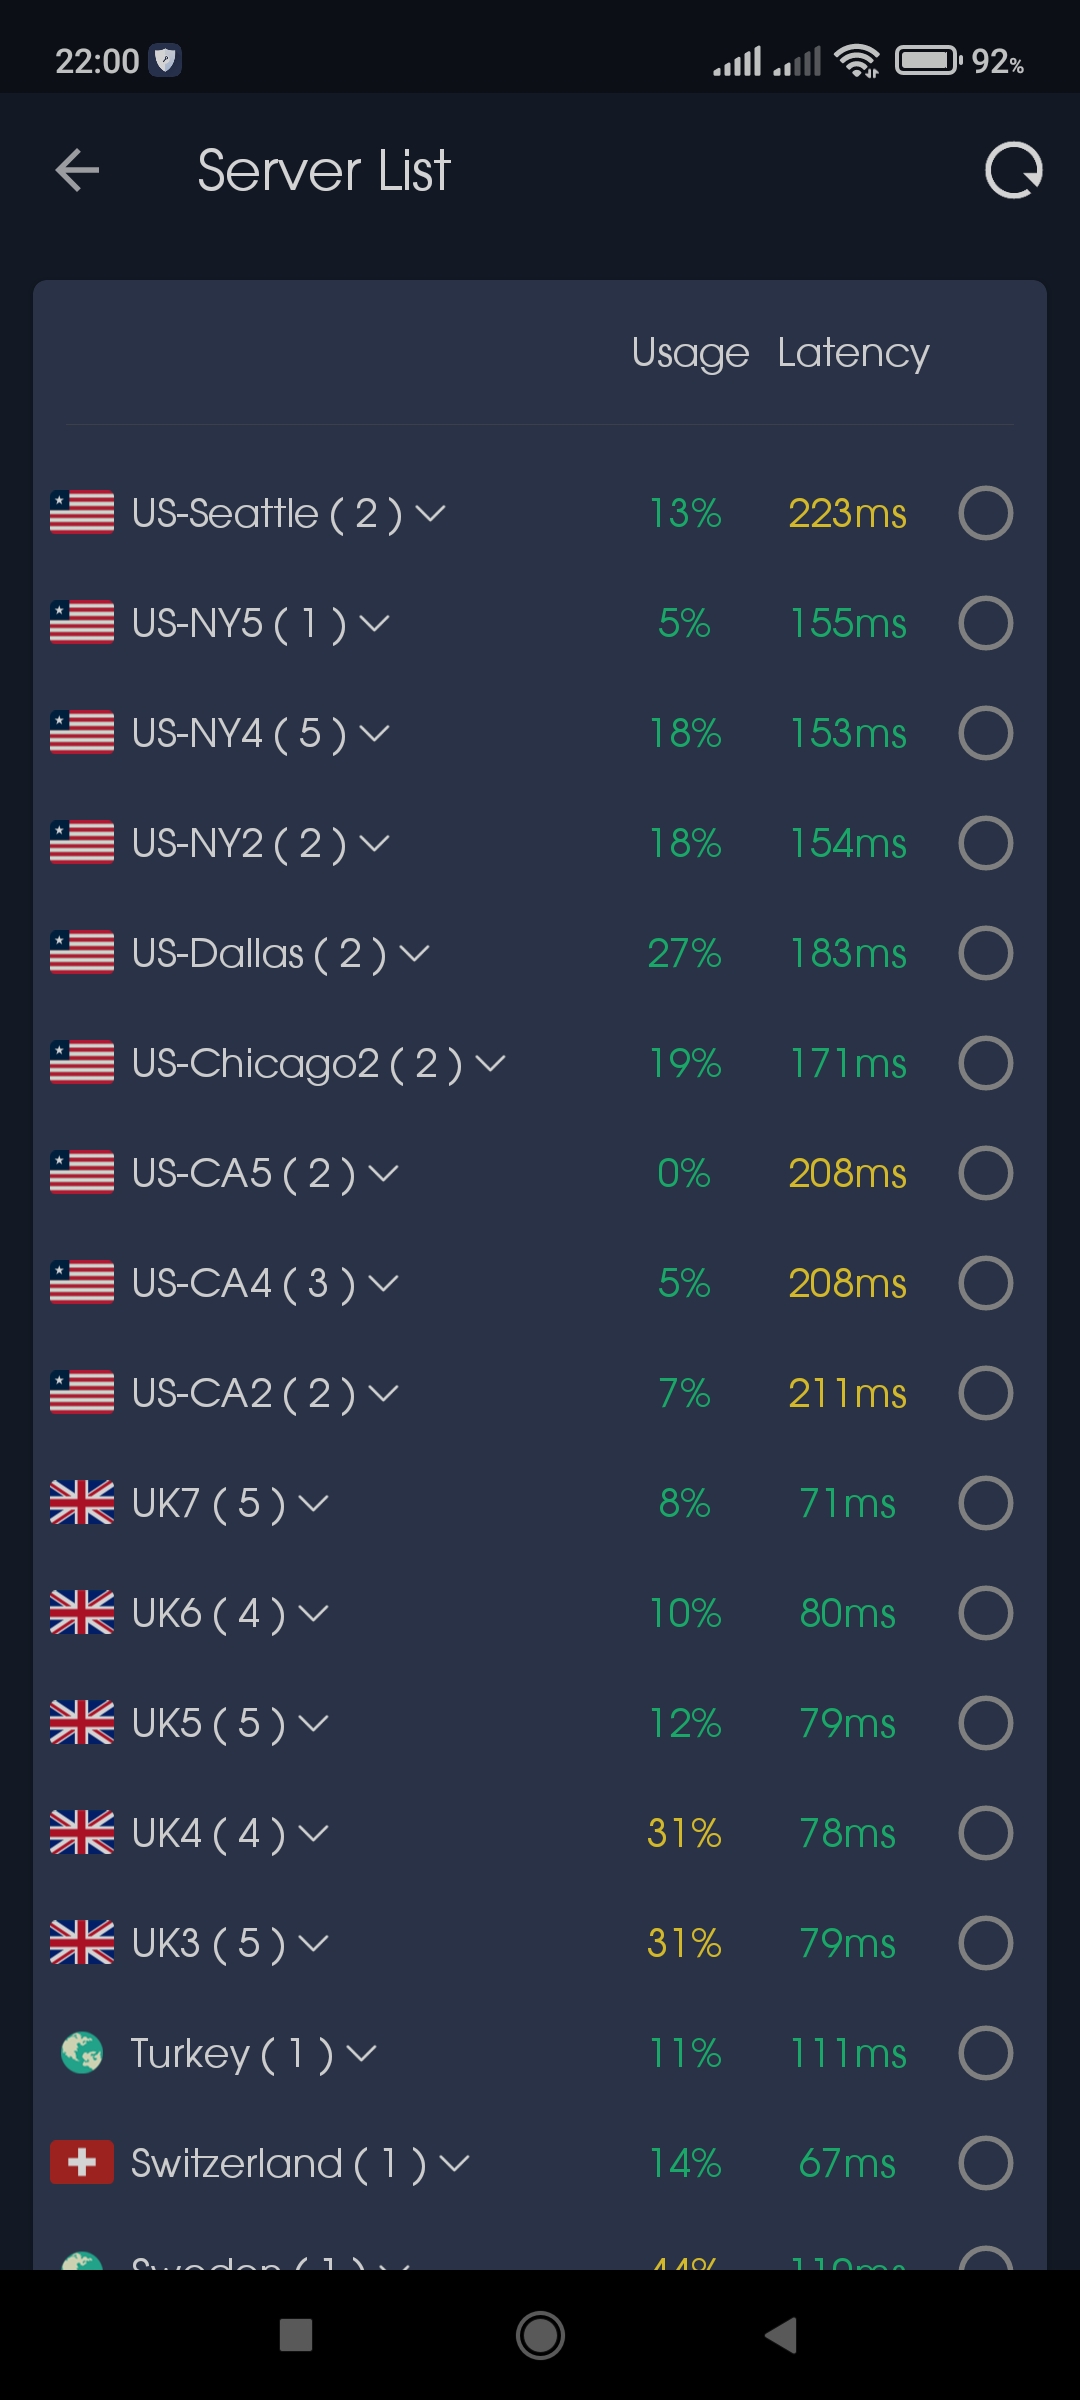 22:00 92%
Server List
Usage Latency
US-Seattle ( 2 ) 13% 223ms
US-NY5 ( 1 ) 5% 155ms
US-NY4 ( 5 ) 18% 153ms
US-NY2 ( 2 ) 18% 154ms
US-Dallas ( 2 ) 27% 183ms
US-Chicago2 ( 2 ) 19% 171ms
US-CA5 ( 2 ) 0% 208ms
US-CA4 ( 3 ) 5% 208ms
US-CA2 ( 2 ) 7% 211ms
UK7 ( 5 ) 8% 71ms
UK6 ( 4 ) 10% 80ms
UK5 ( 5 ) 12% 79ms
UK4 ( 4 ) 31% 78ms
UK3 ( 5 ) 31% 79ms
Turkey ( 1 ) 11% 111ms
Switzerland ( 1 ) 14% 67ms
Sweden ( 1 ) 44%